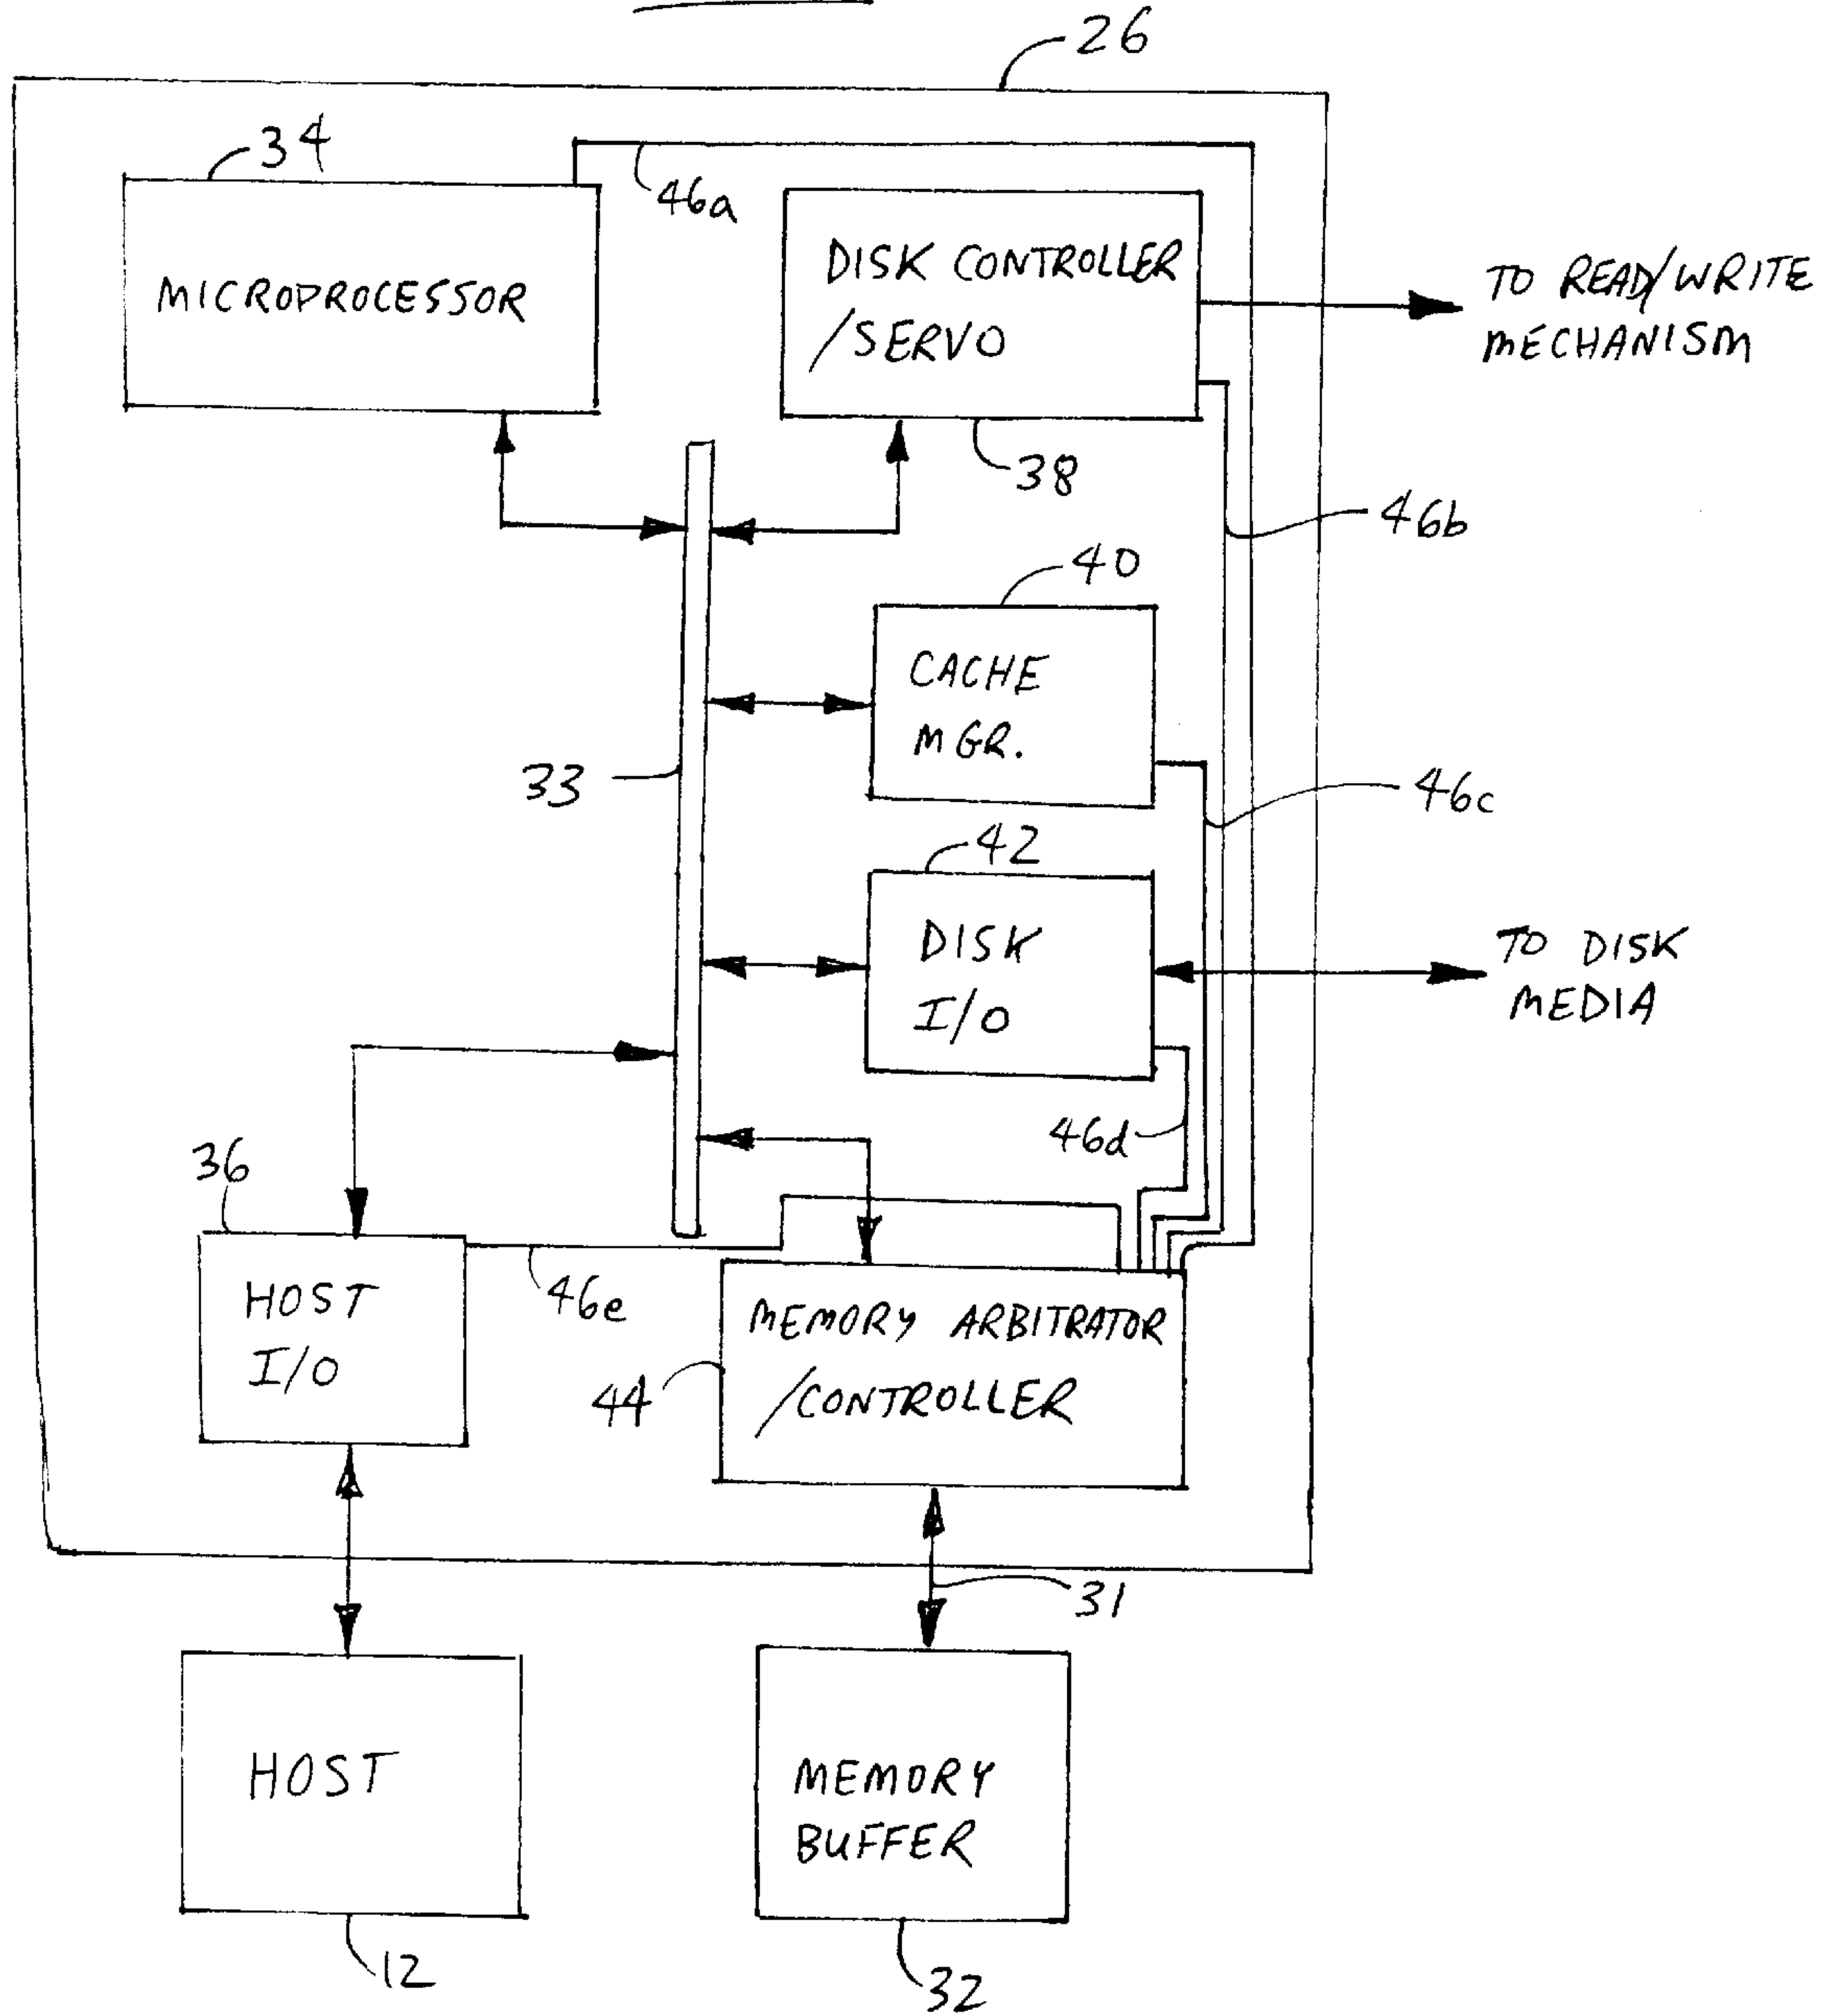 26
34
46a
MICROPROCESSOR
DISK CONTROLLER
/SERVO
TO READ/WRITE
MECHANISM
38
46b
40
CACHE
MGR.
33
46c
42
DISK
I/O
TO DISK
MEDIA
46d
36
HOST
I/O
46e
MEMORY ARBITRATOR
/CONTROLLER
44
31
HOST
MEMORY
BUFFER
12
32